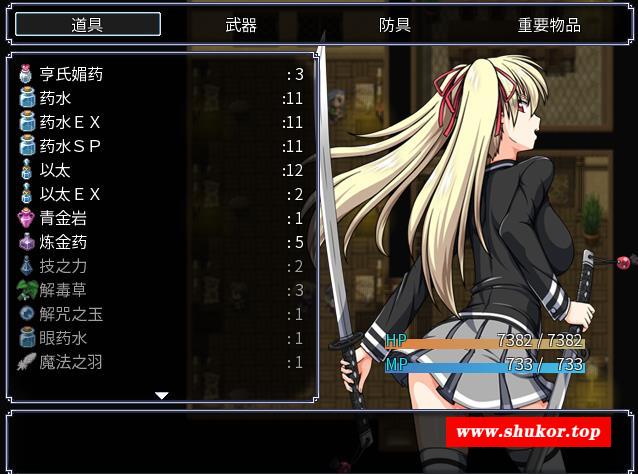 道具 武器 防具 重要物品
亨氏媚药 : 3
药水 :11
药水ＥＸ :11
药水ＳＰ :11
以太 :12
以太ＥＸ : 2
青金岩 : 1
炼金药 : 5
技之力 : 2
解毒草 : 3
解咒之玉 : 1
眼药水 : 1
魔法之羽 : 1
HP 7382 / 7382
MP 733 / 733
www.shukor.top